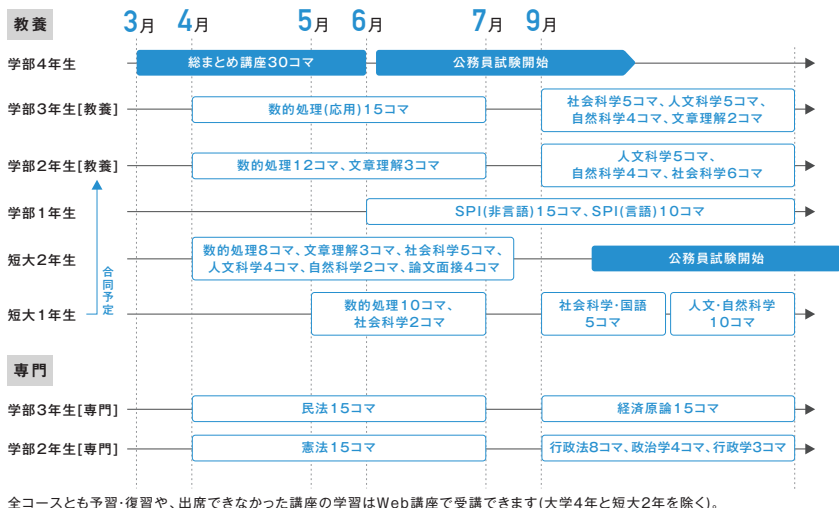 教養
3月 4月 5月 6月 7月 9月
学部4年生
総まとめ講座30コマ
公務員試験開始
学部3年生[教養]
数的処理(応用)15コマ
社会科学5コマ、人文科学5コマ、
自然科学4コマ、文章理解2コマ
学部2年生[教養]
数的処理12コマ、文章理解3コマ
人文科学5コマ、
自然科学4コマ、社会科学6コマ
学部1年生
SPI(非言語)15コマ、SPI(言語)10コマ
短大2年生
数的処理8コマ、文章理解3コマ、社会科学5コマ、
人文科学4コマ、自然科学2コマ、論文面接4コマ
公務員試験開始
合同予定
短大1年生
数的処理10コマ、
社会科学2コマ
社会科学・国語
5コマ
人文・自然科学
10コマ
専門
学部3年生[専門]
民法15コマ
経済原論15コマ
学部2年生[専門]
憲法15コマ
行政法8コマ、政治学4コマ、行政学3コマ
全コースとも予習・復習や、出席できなかった講座の学習はWeb講座で受講できます(大学4年と短大2年を除く)。